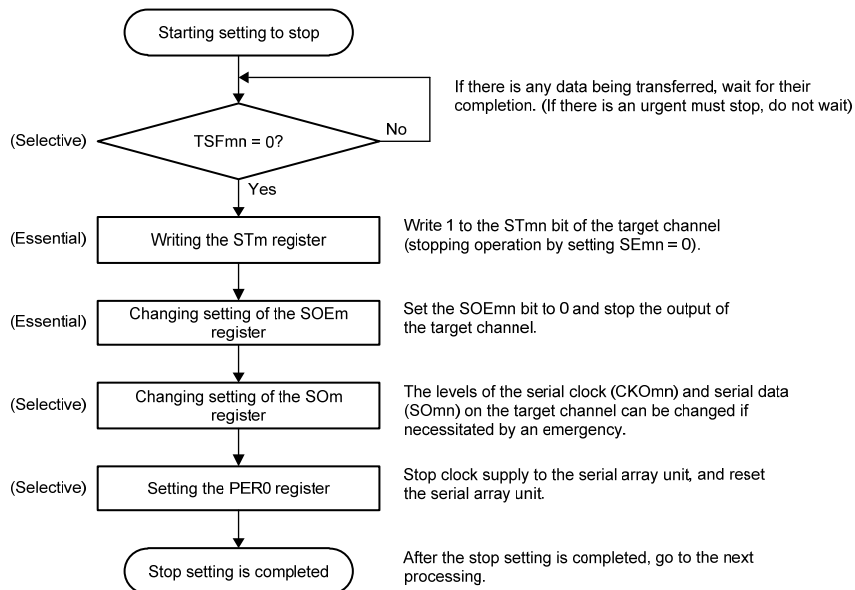 Starting setting to stop
If there is any data being transferred, wait for their
completion. (If there is an urgent must stop, do not wait)
(Selective)
TSFmn = 0?
No
Yes
(Essential)
Writing the STm register
Write 1 to the STmn bit of the target channel
(stopping operation by setting SEmn = 0).
(Essential)
Changing setting of the SOEm
register
Set the SOEmn bit to 0 and stop the output of
the target channel.
(Selective)
Changing setting of the SOm
register
The levels of the serial clock (CKOmn) and serial data
(SOmn) on the target channel can be changed if
necessitated by an emergency.
(Selective)
Setting the PER0 register
Stop clock supply to the serial array unit, and reset
the serial array unit.
Stop setting is completed
After the stop setting is completed, go to the next
processing.